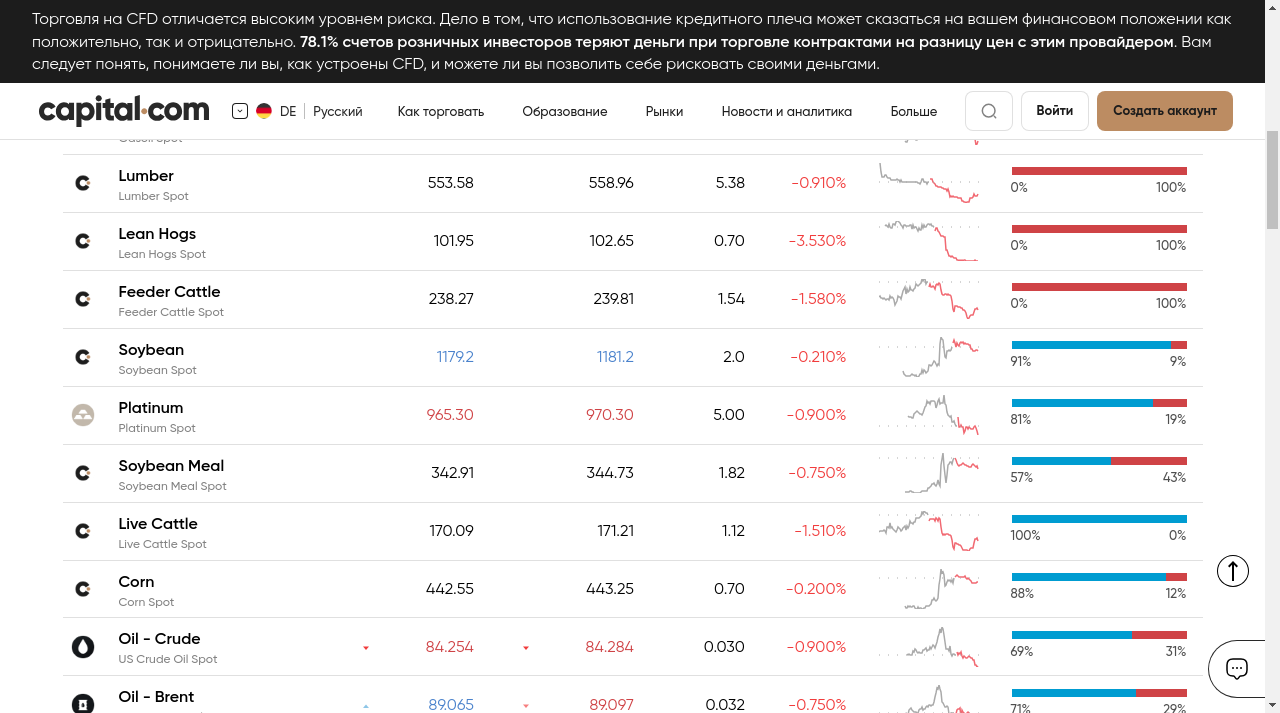 Торговля на CFD отличается высоким уровнем риска. Дело в том, что использование кредитного плеча может сказаться на вашем финансовом положении как
положительно, так и отрицательно. 78.1% счетов розничных инвесторов теряют деньги при торговле контрактами на разницу цен с этим провайдером. Вам
следует понять, понимаете ли вы, как устроены CFD, и можете ли вы позволить себе рисковать своими деньгами.
capital.com DE Русский Как торговать Образование Рынки Новости и аналитика Больше Войти Создать аккаунт
Lumber 553.58 558.96 5.38 -0.910%
Lumber Spot 0% 100%
Lean Hogs 101.95 102.65 0.70 -3.530%
Lean Hogs Spot 0% 100%
Feeder Cattle 238.27 239.81 1.54 -1.580%
Feeder Cattle Spot 0% 100%
Soybean 1179.2 1181.2 2.0 -0.210%
Soybean Spot 91% 9%
Platinum 965.30 970.30 5.00 -0.900%
Platinum Spot 81% 19%
Soybean Meal 342.91 344.73 1.82 -0.750%
Soybean Meal Spot 57% 43%
Live Cattle 170.09 171.21 1.12 -1.510%
Live Cattle Spot 100% 0%
Corn 442.55 443.25 0.70 -0.200%
Corn Spot 88% 12%
Oil - Crude 84.254 84.284 0.030 -0.900%
US Crude Oil Spot 69% 31%
Oil - Brent 89.065 89.097 0.032 -0.750%
71% 29%